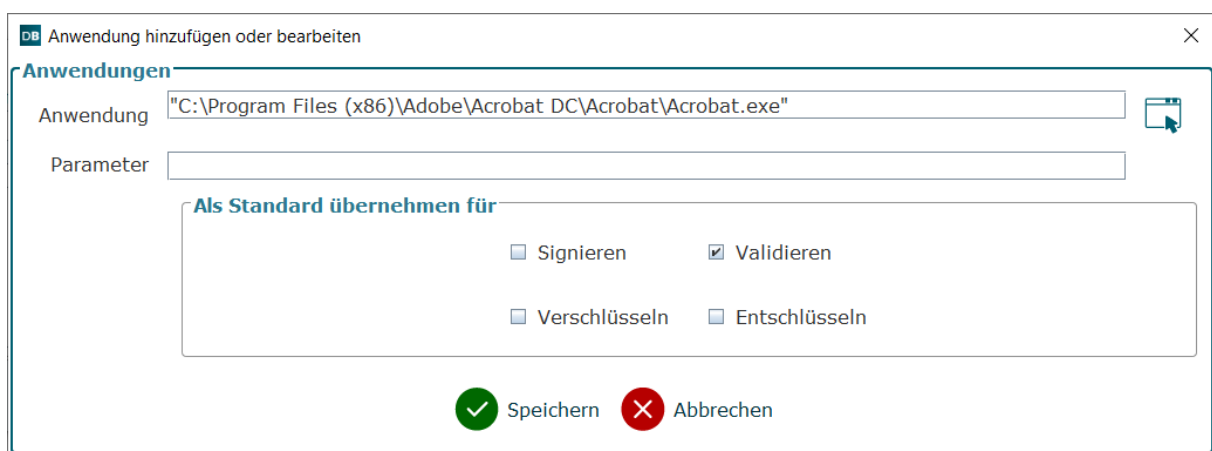 DB Anwendung hinzufügen oder bearbeiten
Anwendungen
Anwendung "C:\Program Files (x86)\Adobe\Acrobat DC\Acrobat\Acrobat.exe"
Parameter
Als Standard übernehmen für
Signieren Validieren
Verschlüsseln Entschlüsseln
Speichern Abbrechen